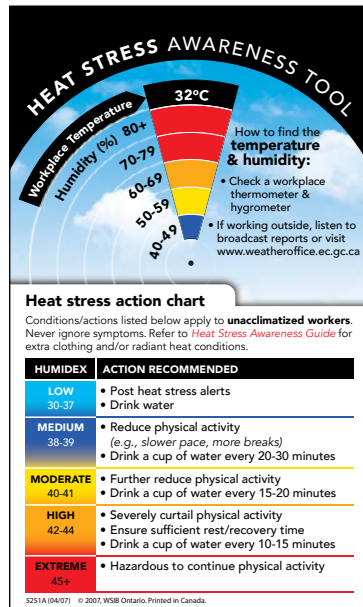 HEAT STRESS AWARENESS TOOL
Workplace Temperature
32ºC
Humidity (%) 80+
70-79
60-69
50-59
40-49
How to find the
temperature
& humidity:
• Check a workplace
thermometer &
hygrometer
• If working outside, listen to
broadcast reports or visit
www.weatheroffice.ec.gc.ca
Heat stress action chart
Conditions/actions listed below apply to unacclimatized workers.
Never ignore symptoms. Refer to Heat Stress Awareness Guide for
extra clothing and/or radiant heat conditions.
HUMIDEX ACTION RECOMMENDED
LOW
30-37
• Post heat stress alerts
• Drink water
MEDIUM
38-39
• Reduce physical activity
(e.g., slower pace, more breaks)
• Drink a cup of water every 20-30 minutes
MODERATE
40-41
• Further reduce physical activity
• Drink a cup of water every 15-20 minutes
HIGH
42-44
• Severely curtail physical activity
• Ensure sufficient rest/recovery time
• Drink a cup of water every 10-15 minutes
EXTREME
45+
• Hazardous to continue physical activity
5251A (04/07) © 2007, WSIB Ontario. Printed in Canada.